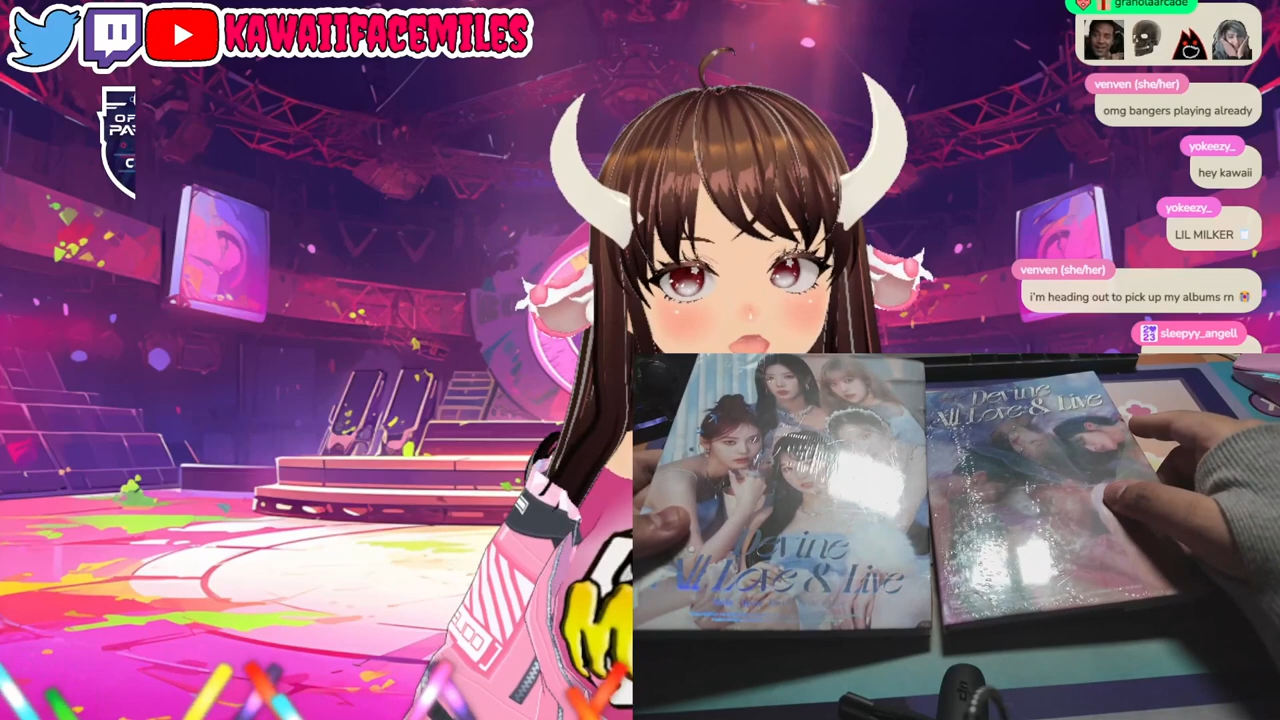 KAWAIIFACEMILES
granolaarcade
venven (she/her)
omg bangers playing already
yokeezy_
hey kawaii
yokeezy_
LIL MILKER
venven (she/her)
i'm heading out to pick up my albums rn
sleepyy_angell
Devine
All Love & Live
Devine
All Love & Live
dji